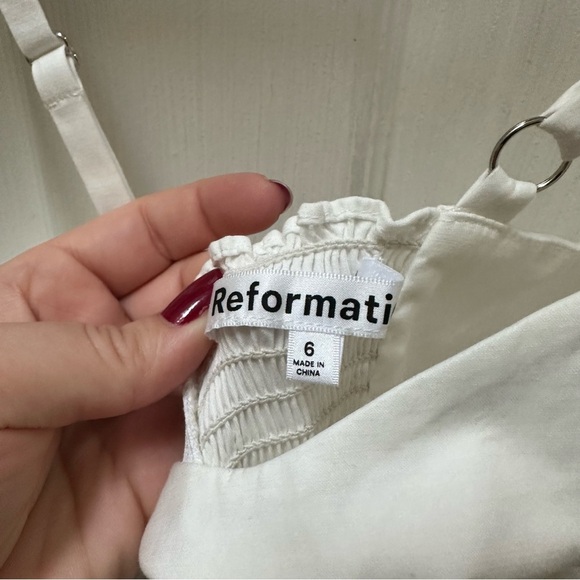 Reformati
6
MADE IN
CHINA